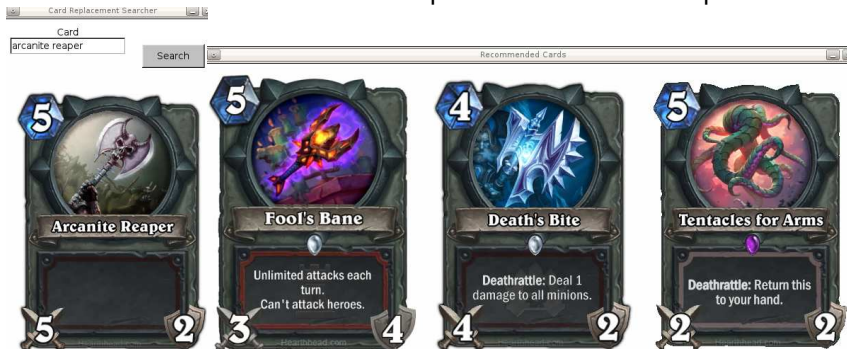 Card Replacement Searcher
Card
arcanite reaper
Search
Recommended Cards
5
Arcanite Reaper
5
2
5
Fool's Bane
Unlimited attacks each
turn.
Can't attack heroes.
3
4
Hearthhead.com
4
Death's Bite
Deathrattle: Deal 1
damage to all minions.
4
2
5
Tentacles for Arms
Deathrattle: Return this
to your hand.
2
2